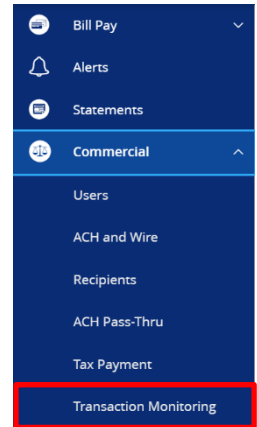 Bill Pay
Alerts
Statements
Commercial
Users
ACH and Wire
Recipients
ACH Pass-Thru
Tax Payment
Transaction Monitoring